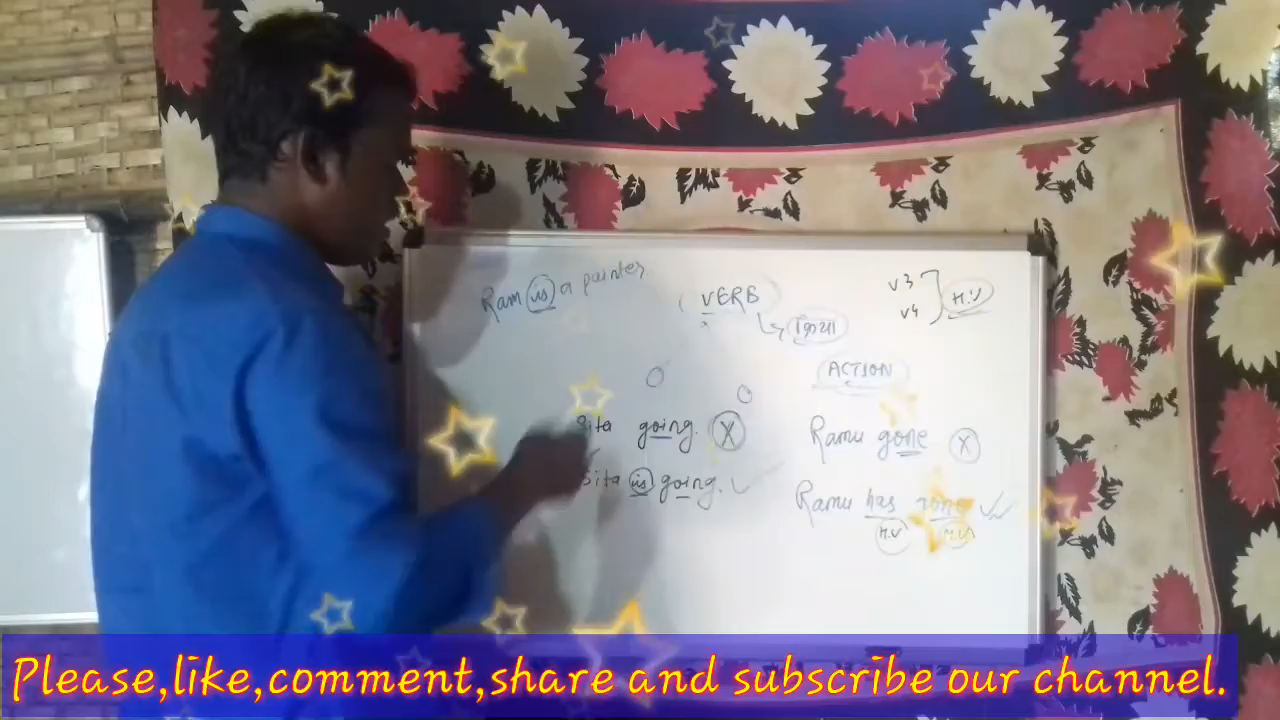 Ram is a painter
VERB
क्रिया
V3
V4
H.V
ACTION
Sita going. X
Sita is going.
Ramu gone X
Ramu has gone
H.V M.V
Please,like,comment,share and subscribe our channel.